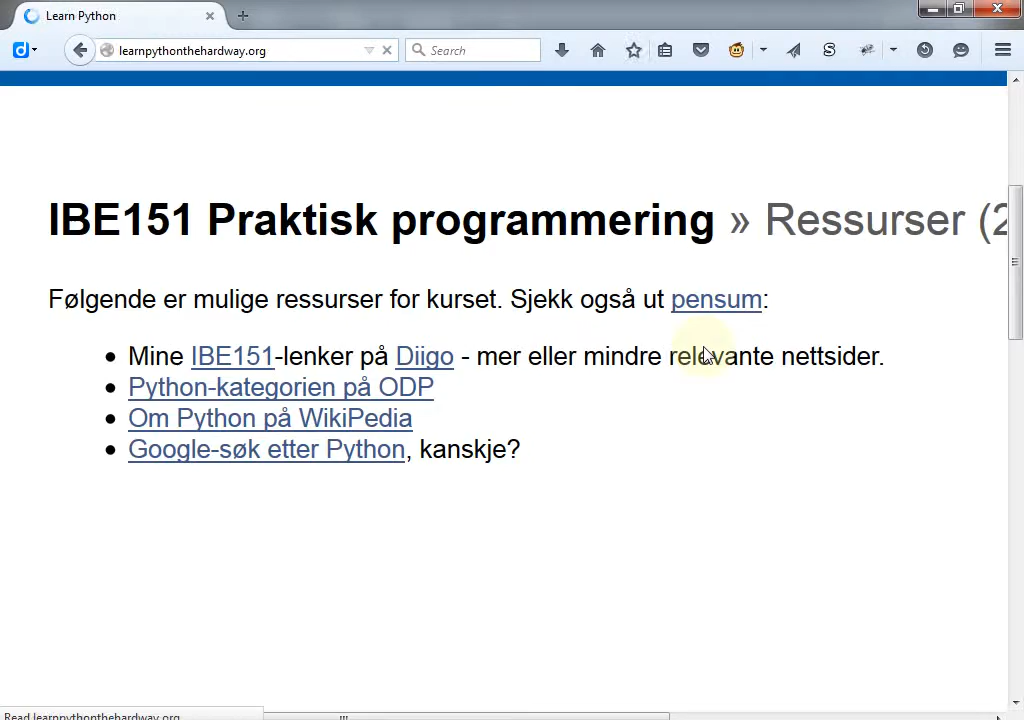 Learn Python
learnpythonthehardway.org
Search
IBE151 Praktisk programmering » Ressurser (2
Følgende er mulige ressurser for kurset. Sjekk også ut pensum:
Mine IBE151-lenker på Diigo - mer eller mindre relevante nettsider.
Python-kategorien på ODP
Om Python på WikiPedia
Google-søk etter Python, kanskje?
Read learnpythonthehardway.org